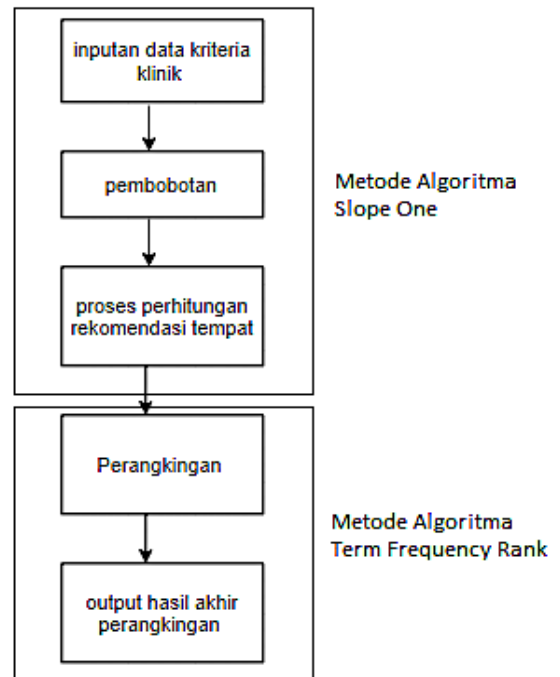 inputan data kriteria
klinik
pembobotan
Metode Algoritma
Slope One
proses perhitungan
rekomendasi tempat
Perangkingan
Metode Algoritma
Term Frequency Rank
output hasil akhir
perangkingan